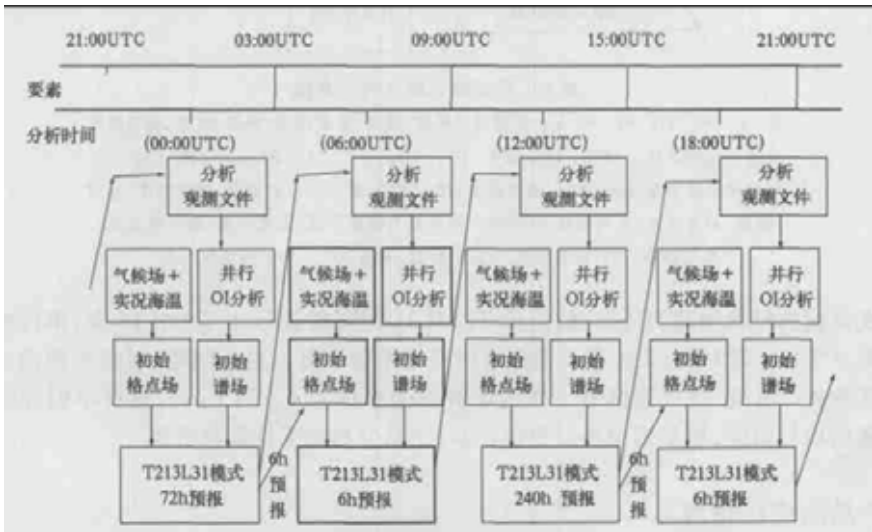 21:00UTC 03:00UTC 09:00UTC 15:00UTC 21:00UTC
要素
分析时间
(00:00UTC) (06:00UTC) (12:00UTC) (18:00UTC)
分析 分析 分析 分析
观测文件 观测文件 观测文件 观测文件
气候场+ 并行 气候场+ 并行 气候场+ 并行 气候场+ 并行
实况海温 OI分析 实况海温 OI分析 实况海温 OI分析 实况海温 OI分析
初始 初始 初始 初始 初始 初始 初始 初始
格点场 谱场 格点场 谱场 格点场 谱场 格点场 谱场
T213L31模式 6h T213L31模式 T213L31模式 6h T213L31模式
72h预报 预报 6h预报 240h 预报 预报 6h预报